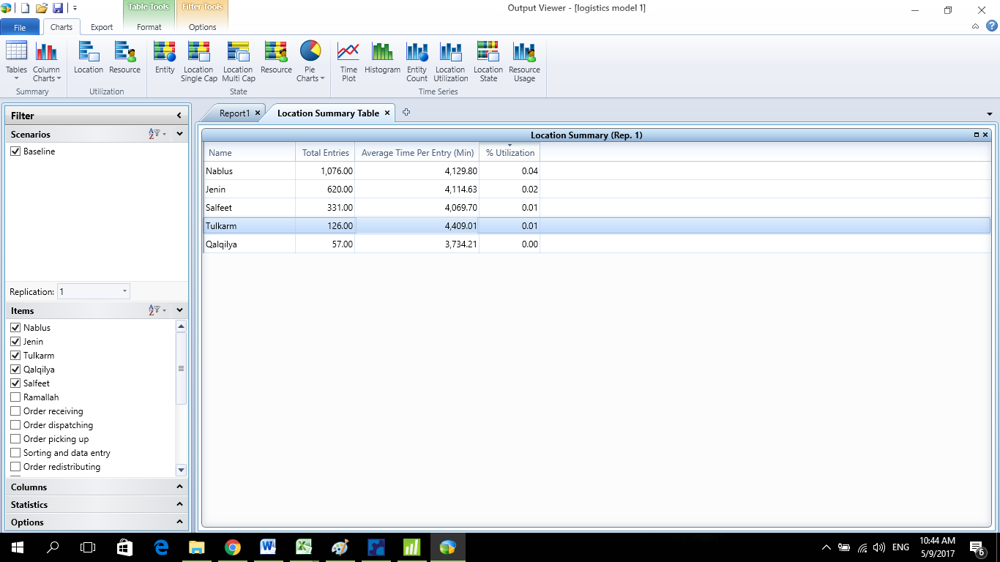 Table Tools Filter Tools Output Viewer - [logistics model 1]
File Charts Export Format Options
Tables Column Charts Location Resource Entity Location Single Cap Location Multi Cap Resource Pie Charts Time Plot Histogram Entity Count Location Utilization Location State Resource Usage
Summary Utilization State Time Series
Filter
Report1 Location Summary Table
Scenarios
Baseline
Replication: 1
Items
Nablus
Jenin
Tulkarm
Qalqilya
Salfeet
Ramallah
Order receiving
Order dispatching
Order picking up
Sorting and data entry
Order redistributing
Columns
Statistics
Options
Location Summary (Rep. 1)
Name Total Entries Average Time Per Entry (Min) % Utilization
Nablus 1,076.00 4,129.80 0.04
Jenin 620.00 4,114.63 0.02
Salfeet 331.00 4,069.70 0.01
Tulkarm 126.00 4,409.01 0.01
Qalqilya 57.00 3,734.21 0.00
ENG
10:44 AM
5/9/2017
6